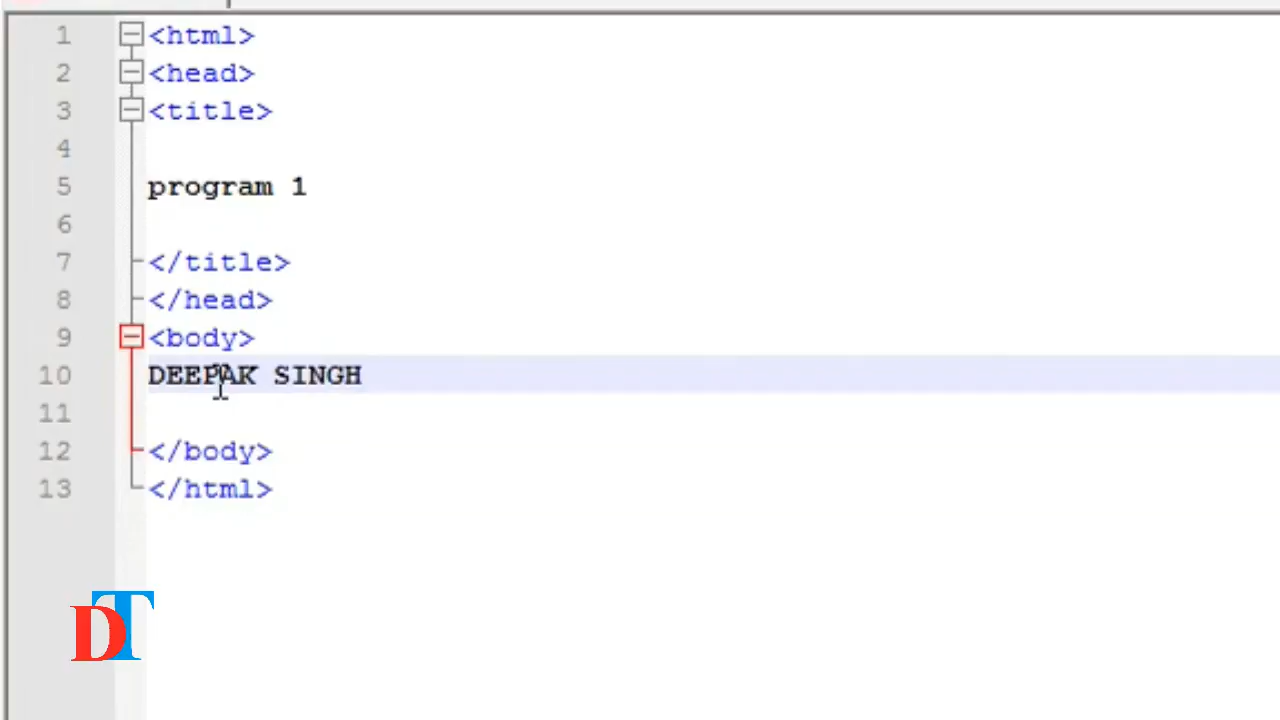 1 <html>
2 <head>
3 <title>
4
5 program 1
6
7 </title>
8 </head>
9 <body>
10 DEEPAK SINGH
11
12 </body>
13 </html>
DT